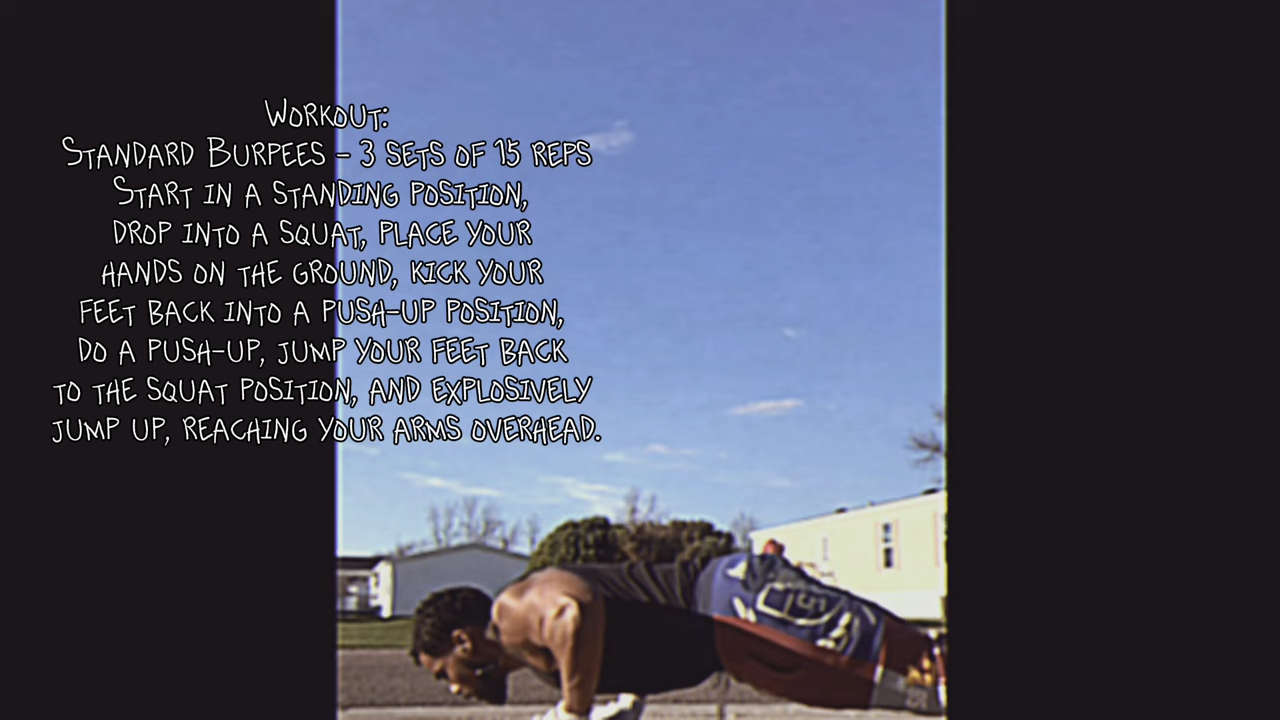 Workout:
Standard Burpees – 3 sets of 15 reps
Start in a standing position,
drop into a squat, place your
hands on the ground, kick your
feet back into a push-up position,
do a push-up, jump your feet back
to the squat position, and explosively
jump up, reaching your arms overhead.